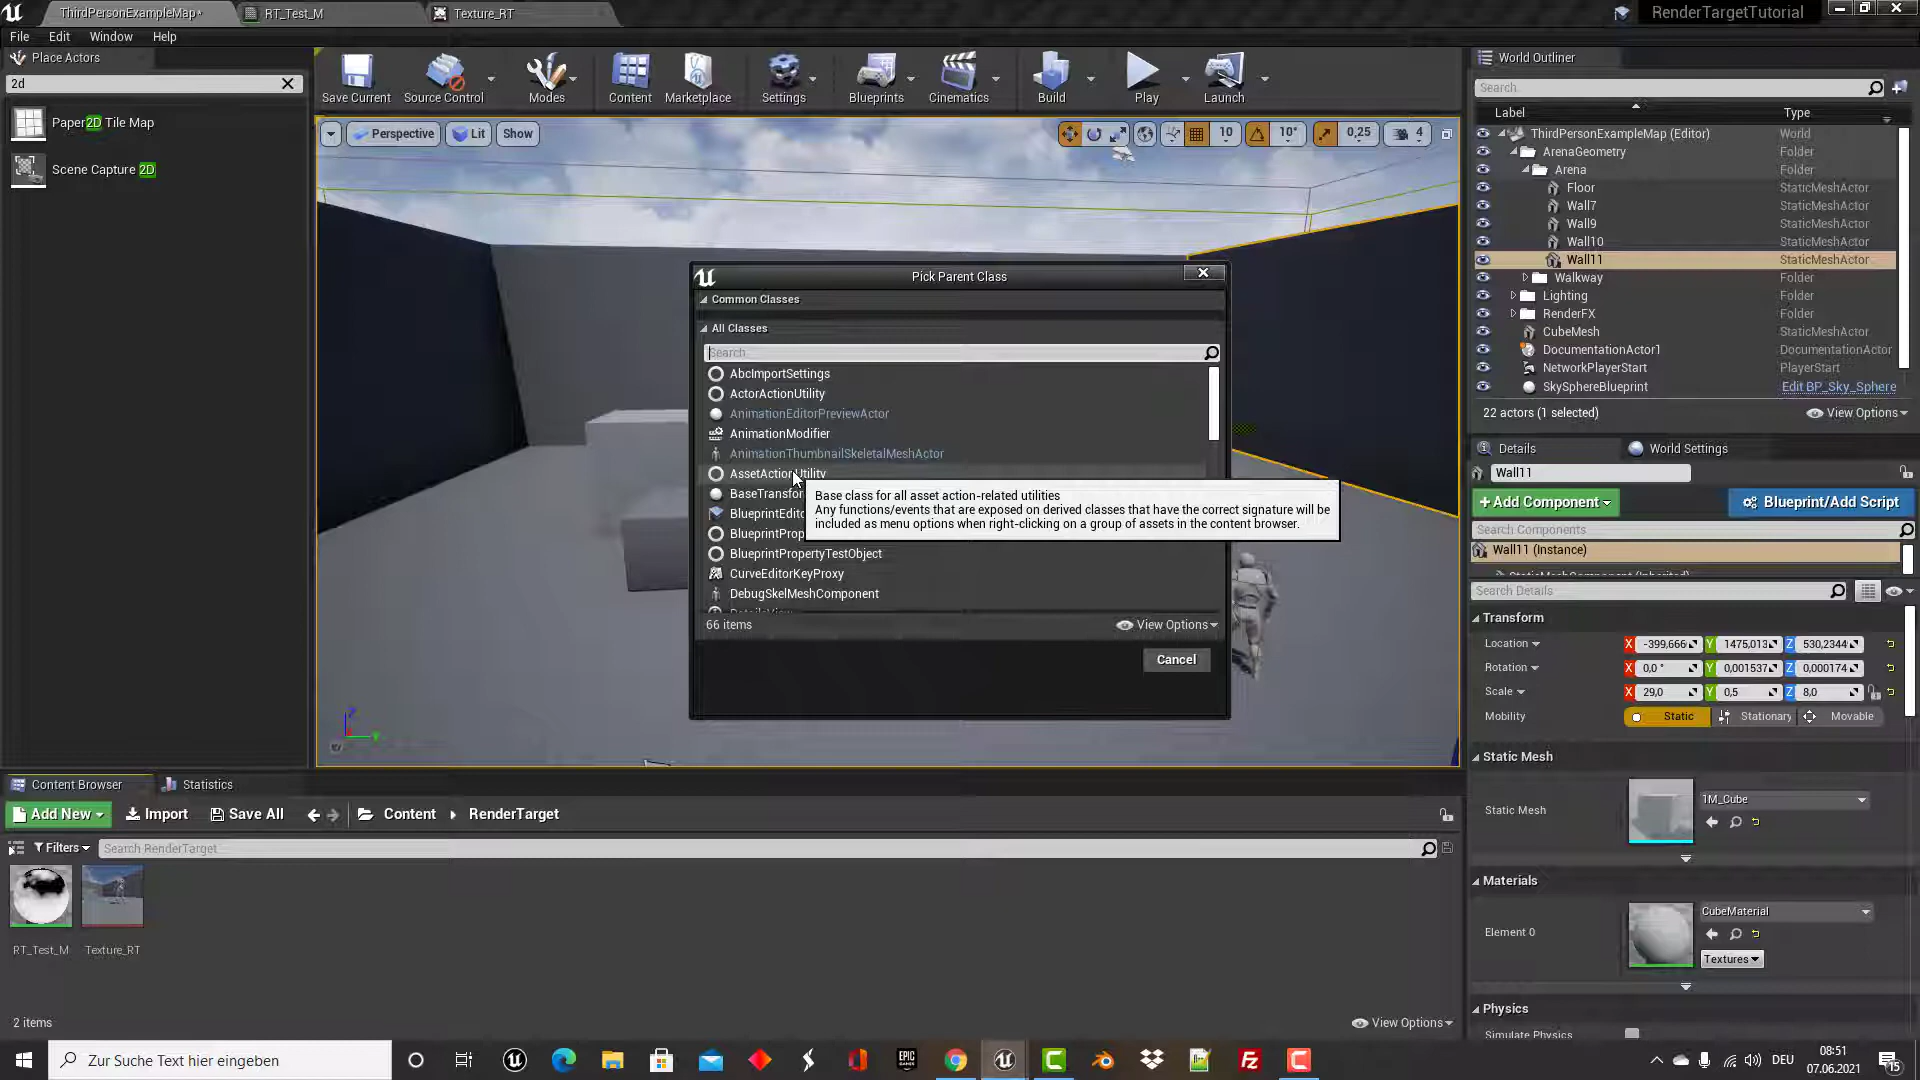 ThirdPersonExampleMap*
RT_Test_M
Texture_RT
RenderTargetTutorial
File
Edit
Window
Help
Place Actors
2d
Paper2D Tile Map
Scene Capture 2D
Save Current
Source Control
Modes
Content
Marketplace
Settings
Blueprints
Cinematics
Build
Play
Launch
Perspective
Lit
Show
10
10°
0,25
4
Pick Parent Class
Common Classes
All Classes
Search
AbcImportSettings
ActorActionUtility
AnimationEditorPreviewActor
AnimationModifier
AnimationThumbnailSkeletalMeshActor
AssetActionUtility
BlueprintPropertyTestObject
CurveEditorKeyProxy
DebugSkelMeshComponent
66 items
View Options
Cancel
Base class for all asset action-related utilities
Any functions/events that are exposed on derived classes that have the correct signature will be
included as menu options when right-clicking on a group of assets in the content browser.
World Outliner
Search...
Label
Type
ThirdPersonExampleMap (Editor)
World
ArenaGeometry
Folder
Arena
Folder
Floor
StaticMeshActor
Wall7
StaticMeshActor
Wall9
StaticMeshActor
Wall10
StaticMeshActor
Wall11
StaticMeshActor
Walkway
Folder
Lighting
Folder
RenderFX
Folder
CubeMesh
StaticMeshActor
DocumentationActor1
DocumentationActor
NetworkPlayerStart
PlayerStart
SkySphereBlueprint
Edit BP_Sky_Sphere
22 actors (1 selected)
View Options
Details
World Settings
Wall11
+Add Component
Blueprint/Add Script
Search Components
Wall11 (Instance)
Search Details
Transform
Location
X
-399,666
Y
1475,013
Z
530,2344
Rotation
X
0,0 °
Y
0,001537
Z
0,000174
Scale
X
29,0
Y
0,5
Z
8,0
Mobility
Static
Stationary
Movable
Static Mesh
Static Mesh
1M_Cube
Materials
Element 0
CubeMaterial
Textures
Physics
Simulate Physics
Content Browser
Statistics
Add New
Import
Save All
Content
RenderTarget
Filters
Search RenderTarget
RT_Test_M
Texture_RT
2 items
View Options
Zur Suche Text hier eingeben
EPIC
DEU
08:51
07.06.2021
15